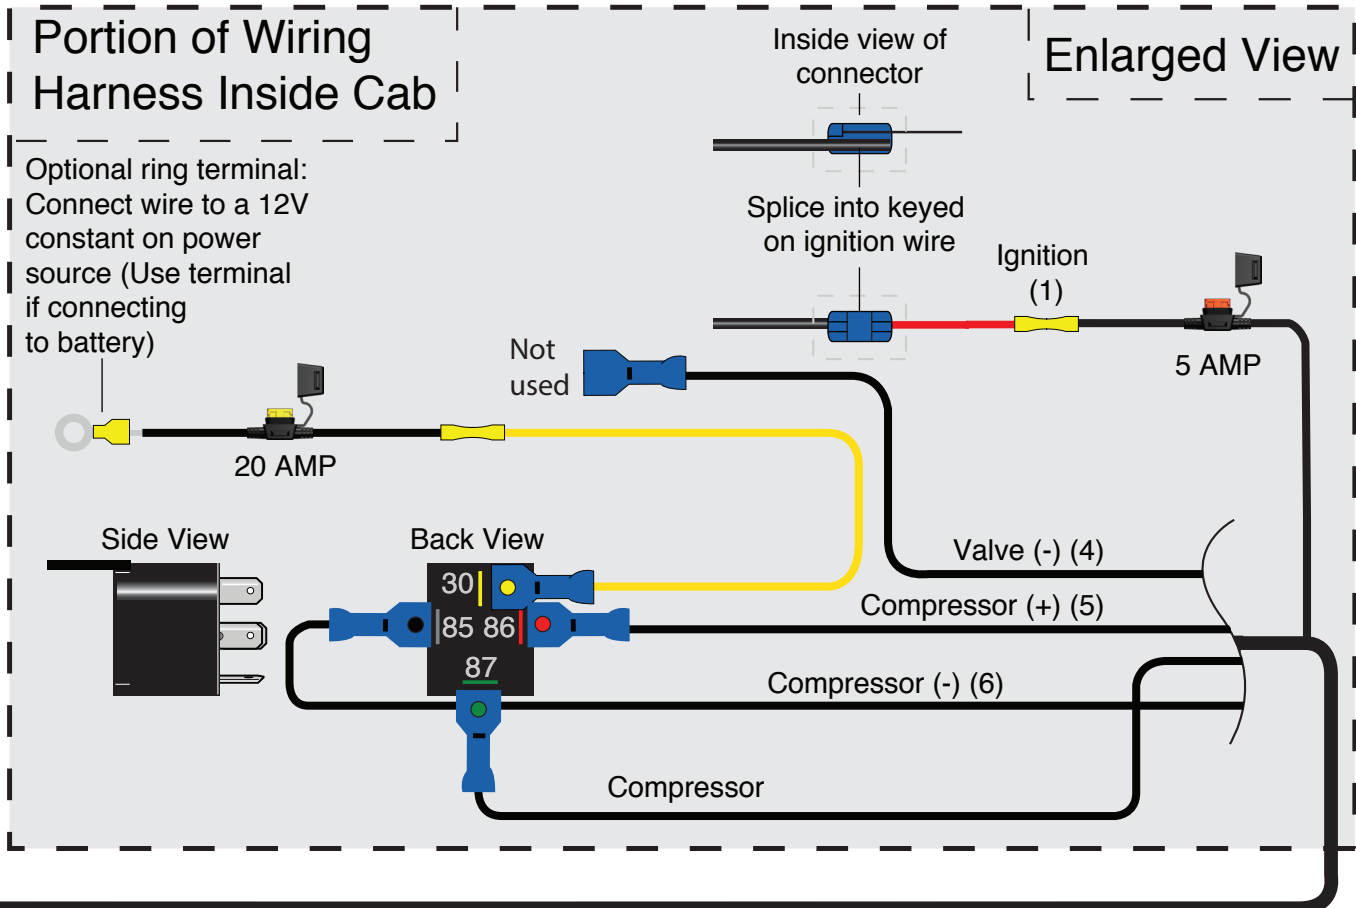 Portion of Wiring
Harness Inside Cab
Enlarged View
Inside view of
connector
Optional ring terminal:
Connect wire to a 12V
constant on power
source (Use terminal
if connecting
to battery)
Splice into keyed
on ignition wire
Ignition
(1)
5 AMP
Not
used
20 AMP
Side View
Back View
Valve (-) (4)
30
Compressor (+) (5)
85 86
87
Compressor (-) (6)
Compressor